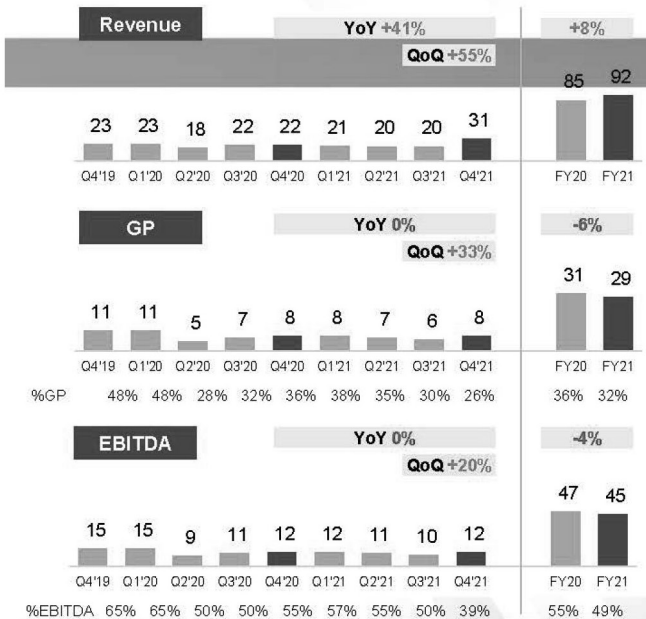 Revenue YoY +41% +8%
QoQ +55%
85 92
23 23 18 22 22 21 20 20 31
Q4'19 Q1'20 Q2'20 Q3'20 Q4'20 Q1'21 Q2'21 Q3'21 Q4'21 FY20 FY21
GP YoY 0% -6%
QoQ +33%
31 29
11 11 5 7 8 8 7 6 8
Q4'19 Q1'20 Q2'20 Q3'20 Q4'20 Q1'21 Q2'21 Q3'21 Q4'21 FY20 FY21
%GP 48% 48% 28% 32% 36% 38% 35% 30% 26% 36% 32%
EBITDA YoY 0% -4%
QoQ +20%
47 45
15 15 9 11 12 12 11 10 12
Q4'19 Q1'20 Q2'20 Q3'20 Q4'20 Q1'21 Q2'21 Q3'21 Q4'21 FY20 FY21
%EBITDA 65% 65% 50% 50% 55% 57% 55% 50% 39% 55% 49%